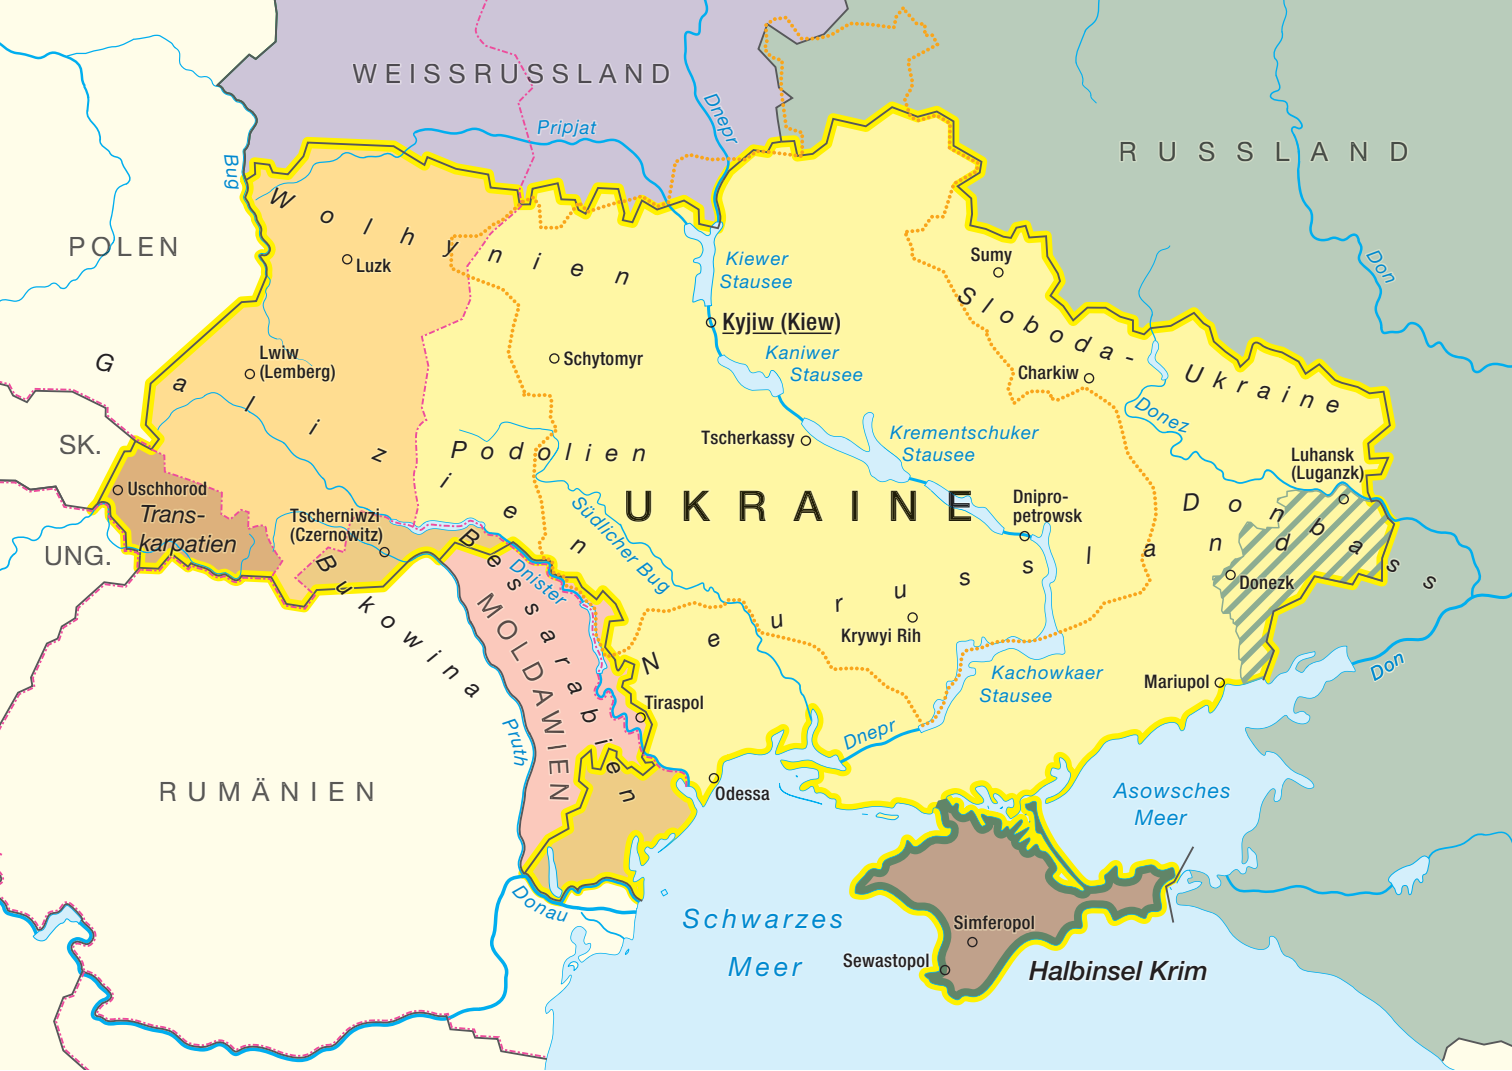 WEISSRUSSLAND
Dnepr
Pripjat
Bug
RUSSLAND
POLEN
Wolhynien
Luzk
Kiewer
Stausee
Sumy
Don
Sloboda-Ukraine
Kyjiw (Kiew)
Schytomyr
Kaniwer
Stausee
Charkiw
Lwiw
(Lemberg)
Galizien
Donez
SK.
Podolien
Tscherkassy
Krementschuker
Stausee
Luhansk
(Luganzk)
Uschhorod
Trans-
karpatien
UKRAINE
Dnipro-
petrowsk
Donbass
Tscherniwzi
(Czernowitz)
Südlicher Bug
UNG.
Bukowina
Bessarabien
Dnister
MOLDAWIEN
Neurussland
Donezk
Krywyi Rih
Kachowkaer
Stausee
Mariupol
Don
Tiraspol
Pruth
Dnepr
RUMÄNIEN
Odessa
Asowsches
Meer
Donau
Schwarzes
Meer
Simferopol
Sewastopol
Halbinsel Krim